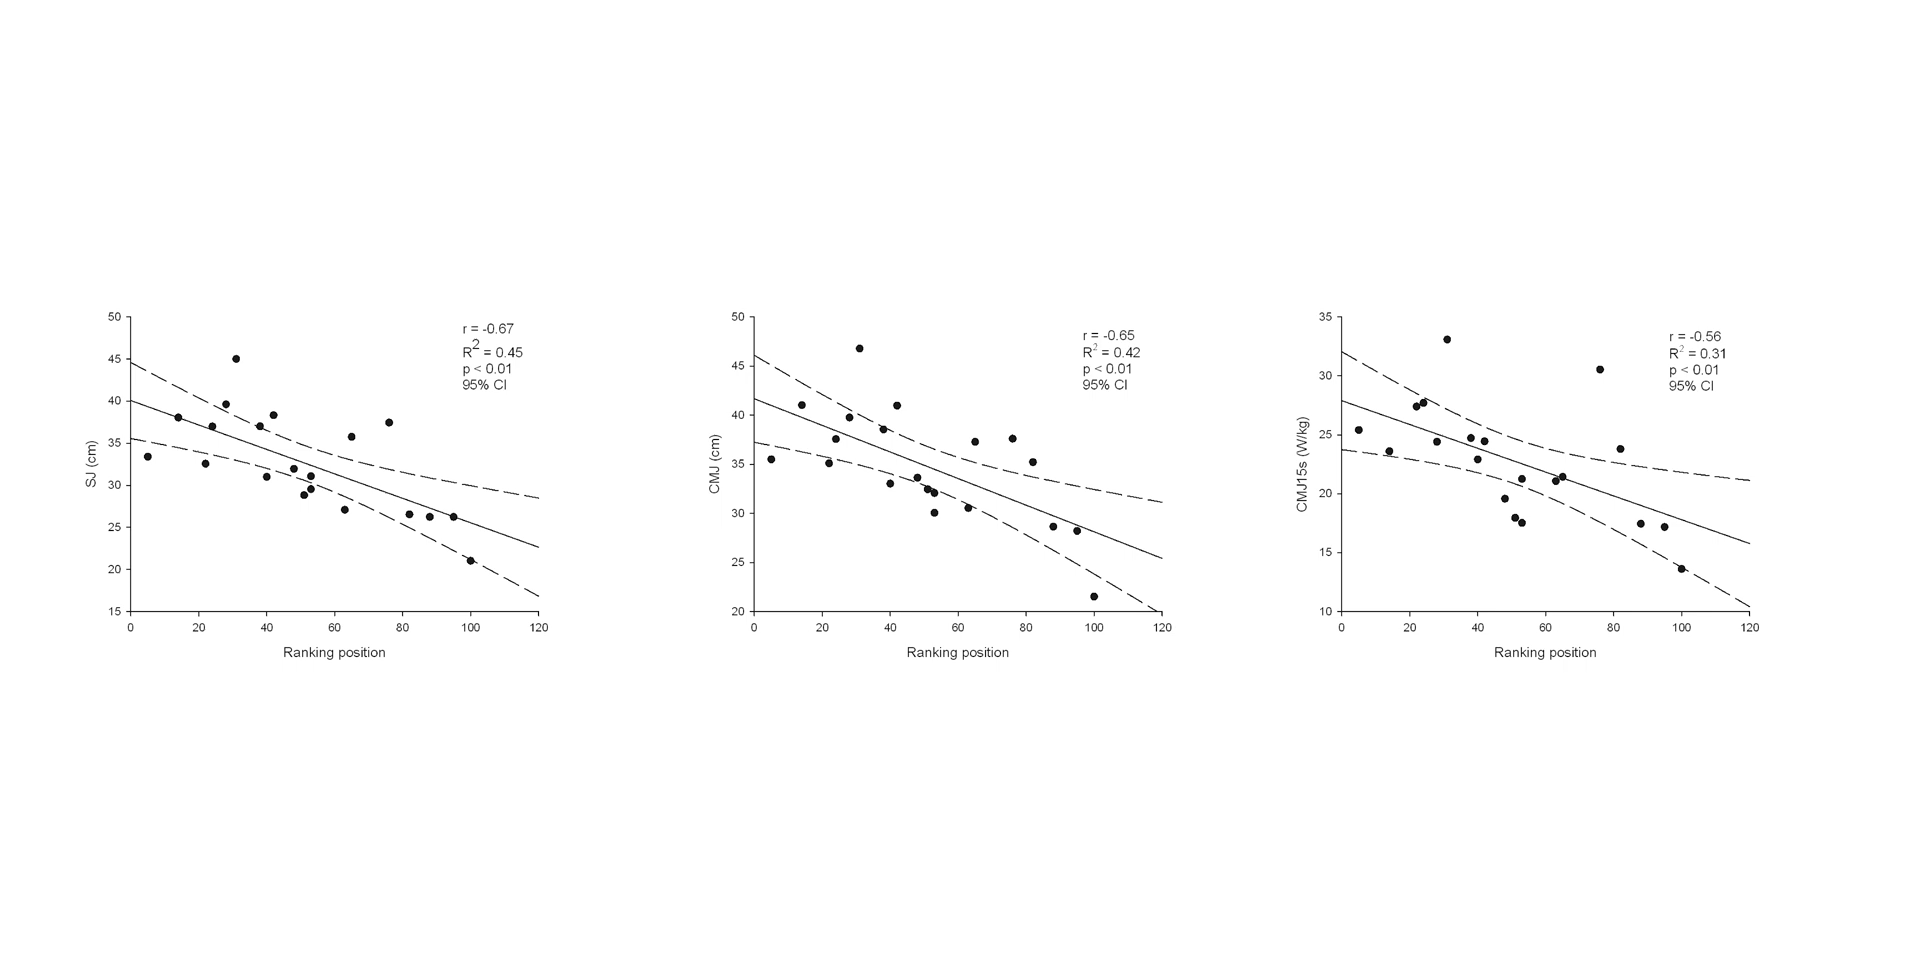 50
45
40
35
30
25
20
15
SJ (cm)
r = -0.67
R2 = 0.45
p < 0.01
95% CI
0 20 40 60 80 100 120
Ranking position
50
45
40
35
30
25
20
CMJ (cm)
r = -0.65
R2 = 0.42
p < 0.01
95% CI
0 20 40 60 80 100 120
Ranking position
35
30
25
20
15
10
CMJ15s (W/kg)
r = -0.56
R2 = 0.31
p < 0.01
95% CI
0 20 40 60 80 100 120
Ranking position